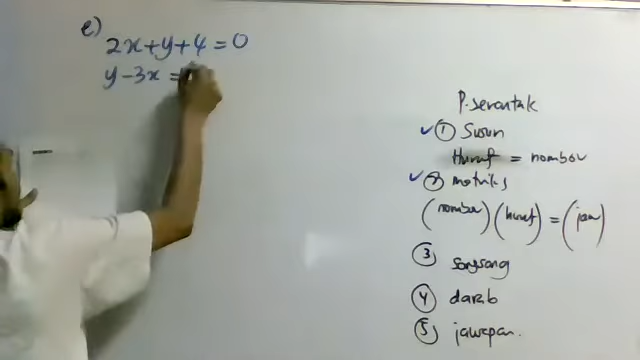 e)
2x+y+4=0
y-3x=
P. Serentak
① Susun
Huruf = nombor
② matriks
(nombor)(huruf)=(jaw)
③ songsang
④ darab
⑤ jawapan.